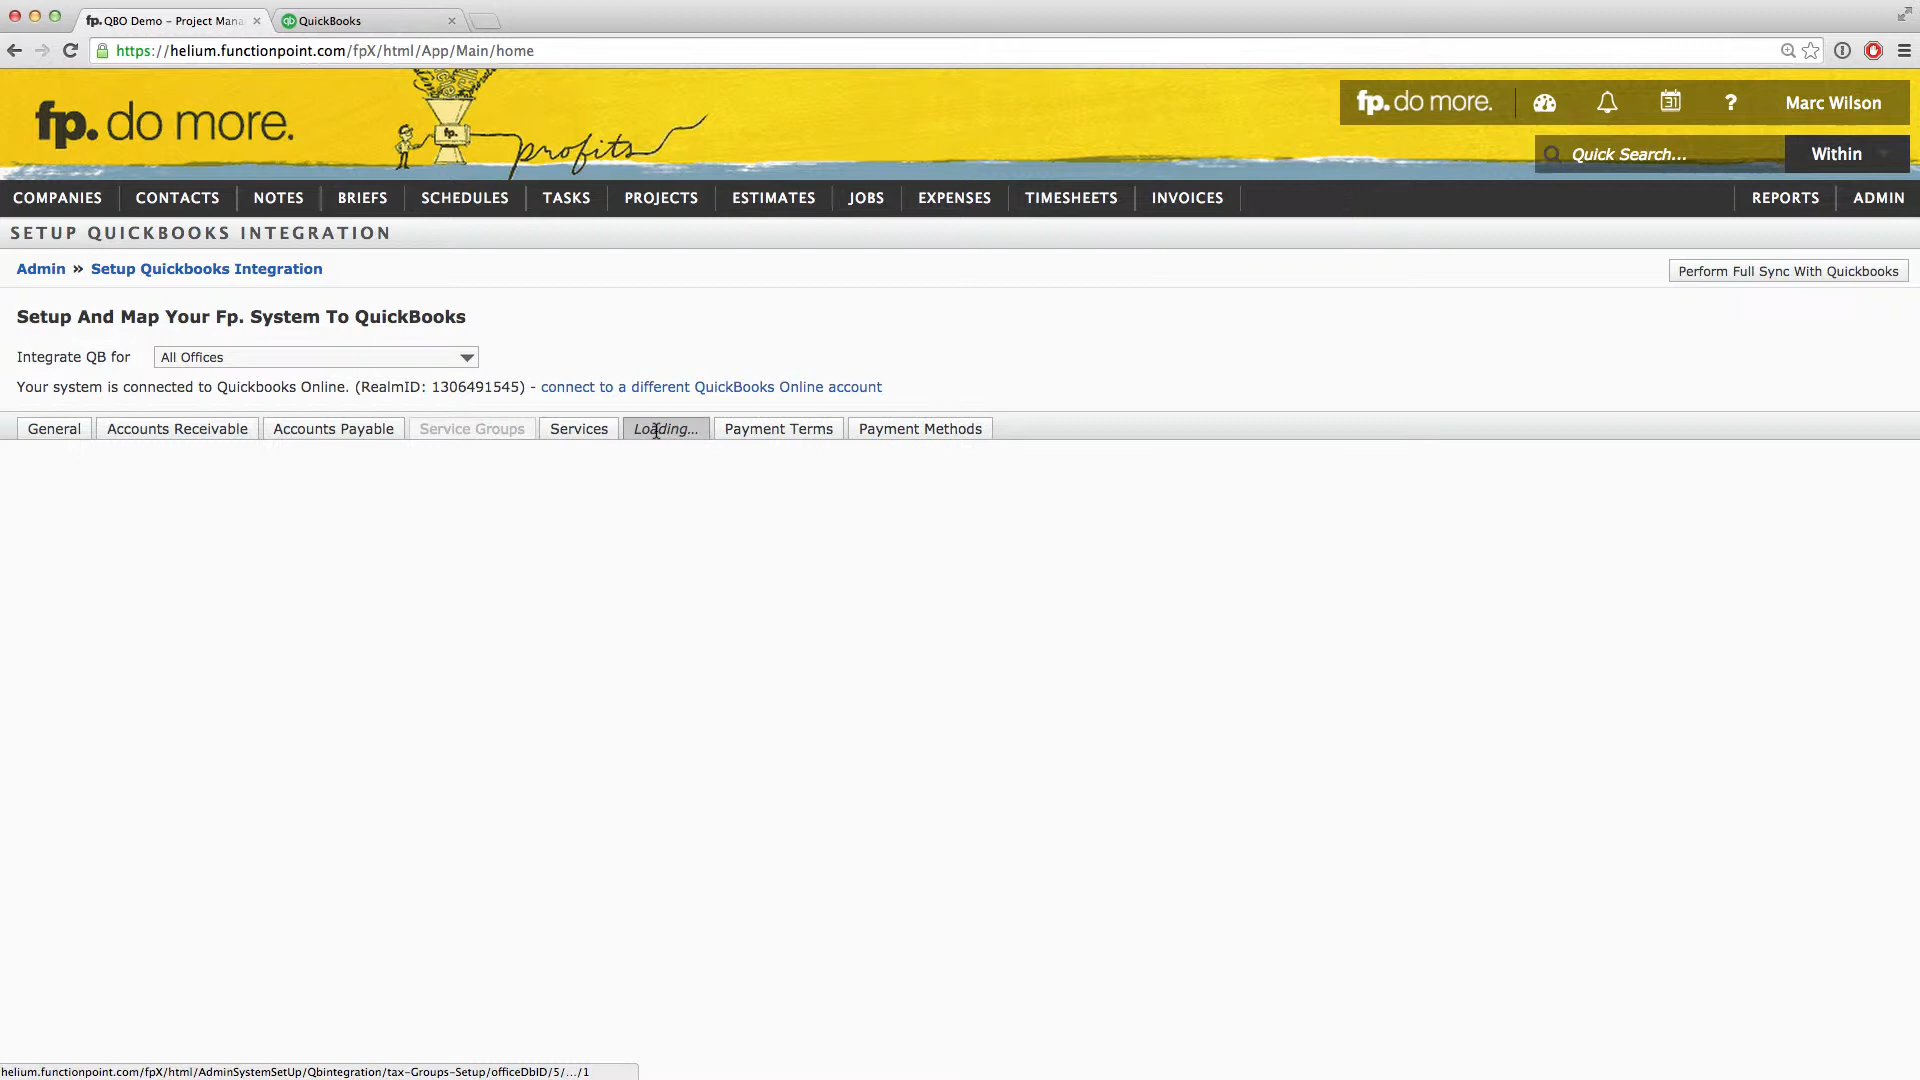 fp. QBO Demo – Project Mana
QuickBooks
https://helium.functionpoint.com/fpX/html/App/Main/home
fp. do more.
fp.
profits
fp. do more.
31
?
Marc Wilson
Quick Search...
Within
COMPANIES CONTACTS NOTES BRIEFS SCHEDULES TASKS PROJECTS ESTIMATES JOBS EXPENSES TIMESHEETS INVOICES REPORTS ADMIN
SETUP QUICKBOOKS INTEGRATION
Admin » Setup Quickbooks Integration
Perform Full Sync With Quickbooks
Setup And Map Your Fp. System To QuickBooks
Integrate QB for All Offices
Your system is connected to Quickbooks Online. (RealmID: 1306491545) - connect to a different QuickBooks Online account
General Accounts Receivable Accounts Payable Service Groups Services Loading... Payment Terms Payment Methods
helium.functionpoint.com/fpX/html/AdminSystemSetUp/Qbintegration/tax-Groups-Setup/officeDbID/5/.../1